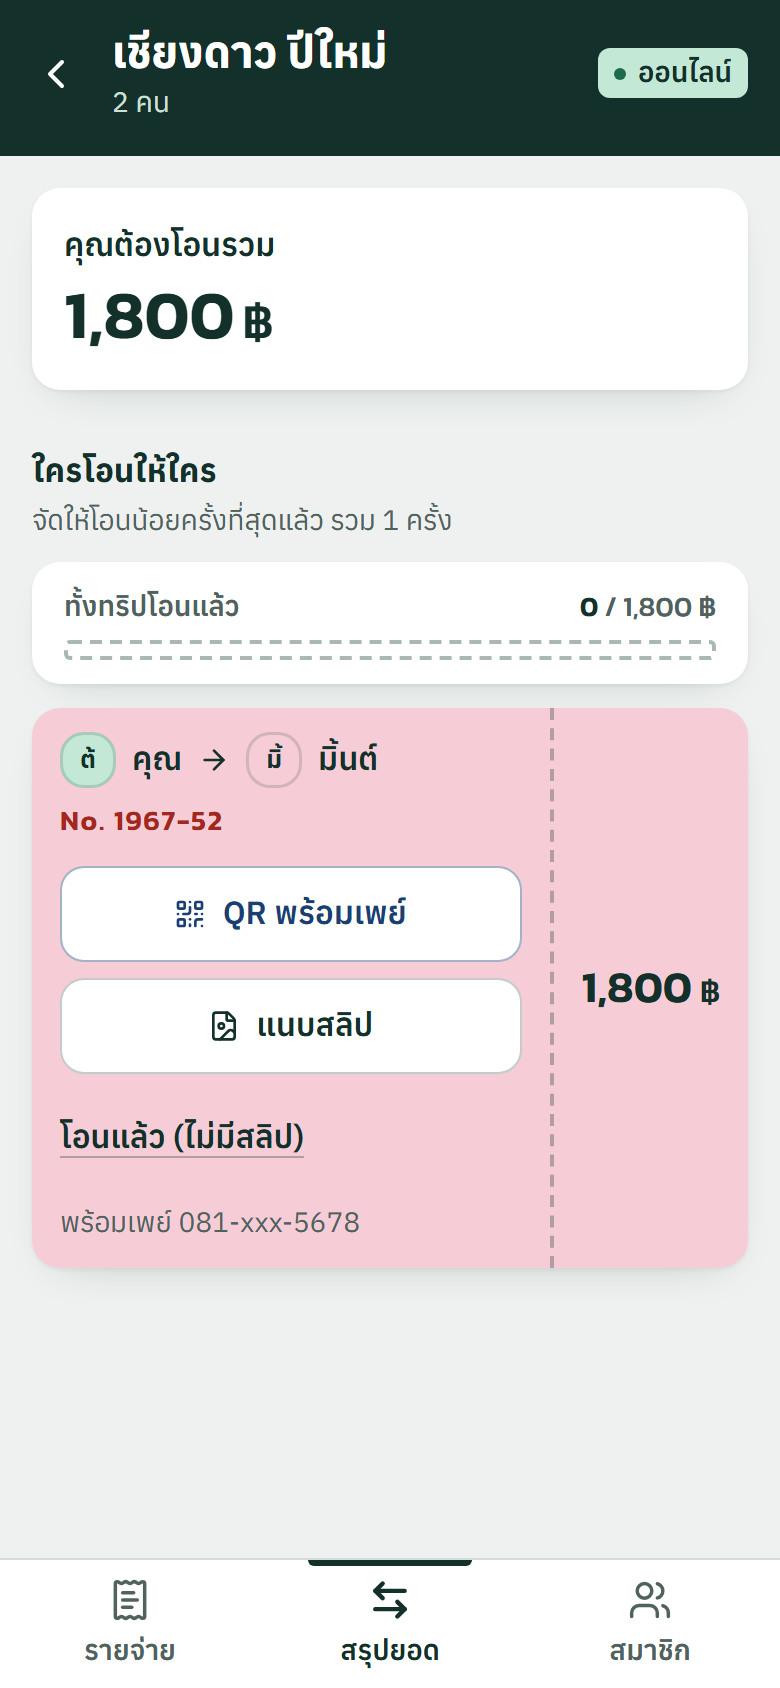 เชียงดาว ปีใหม่
2 คน
ออนไลน์
คุณต้องโอนรวม
1,800 ฿
ใครโอนให้ใคร
จัดให้โอนน้อยครั้งที่สุดแล้ว รวม 1 ครั้ง
ทั้งทริปโอนแล้ว
0 / 1,800 ฿
ต้ คุณ → มิ้ มิ้นต์
No. 1967-52
QR พร้อมเพย์
แนบสลิป
1,800 ฿
โอนแล้ว (ไม่มีสลิป)
พร้อมเพย์ 081-xxx-5678
รายจ่าย
สรุปยอด
สมาชิก